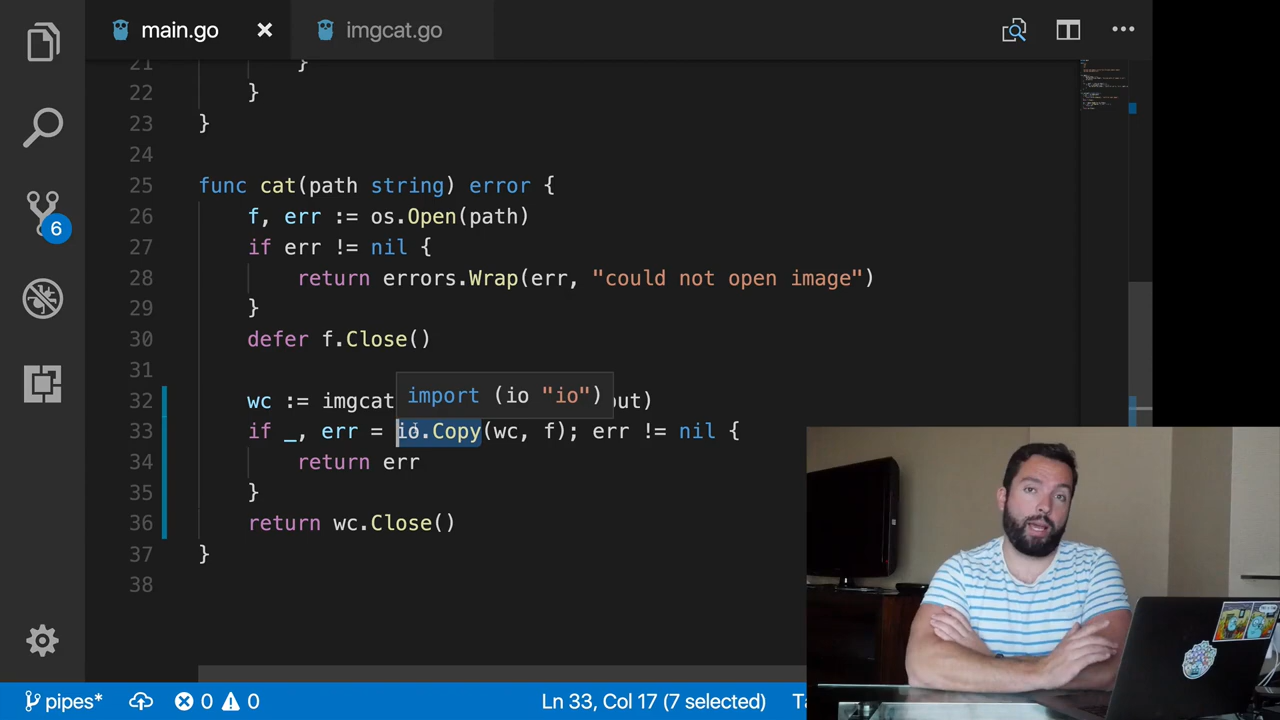 main.go
imgcat.go
21 }
22 }
23 }
24
25 func cat(path string) error {
26 f, err := os.Open(path)
27 if err != nil {
28 return errors.Wrap(err, "could not open image")
29 }
30 defer f.Close()
31
import (io "io")
32 wc := imgcat out)
33 if _, err = io.Copy(wc, f); err != nil {
34 return err
35 }
36 return wc.Close()
37 }
38
6
pipes* 0 0 Ln 33, Col 17 (7 selected)